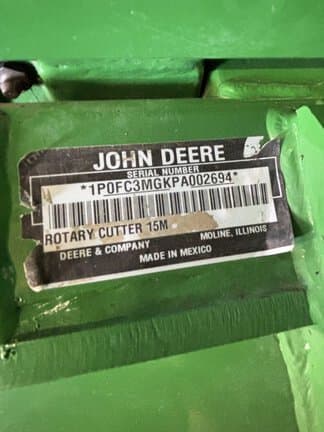 JOHN DEERE
SERIAL NUMBER
*1P0FC3MGKPA002694*
ROTARY CUTTER 15M
MOLINE, ILLINOIS
DEERE & COMPANY
MADE IN MEXICO